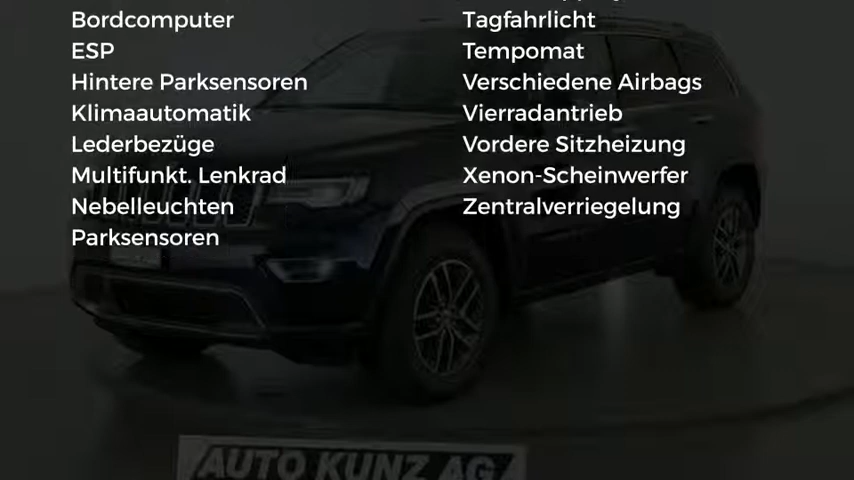 Bordcomputer
ESP
Hintere Parksensoren
Klimaautomatik
Lederbezüge
Multifunkt. Lenkrad
Nebelleuchten
Parksensoren
Tagfahrlicht
Tempomat
Verschiedene Airbags
Vierradantrieb
Vordere Sitzheizung
Xenon-Scheinwerfer
Zentralverriegelung
AUTO KUNZ AG